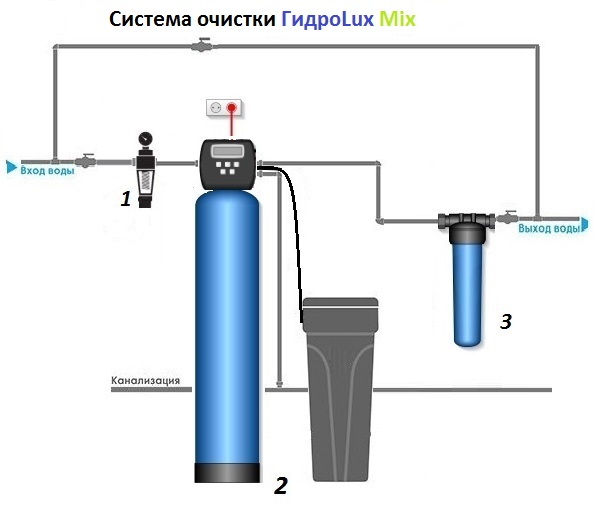 Система очистки ГидроLux Mix
Вход воды
1
Выход воды
3
Канализация
2